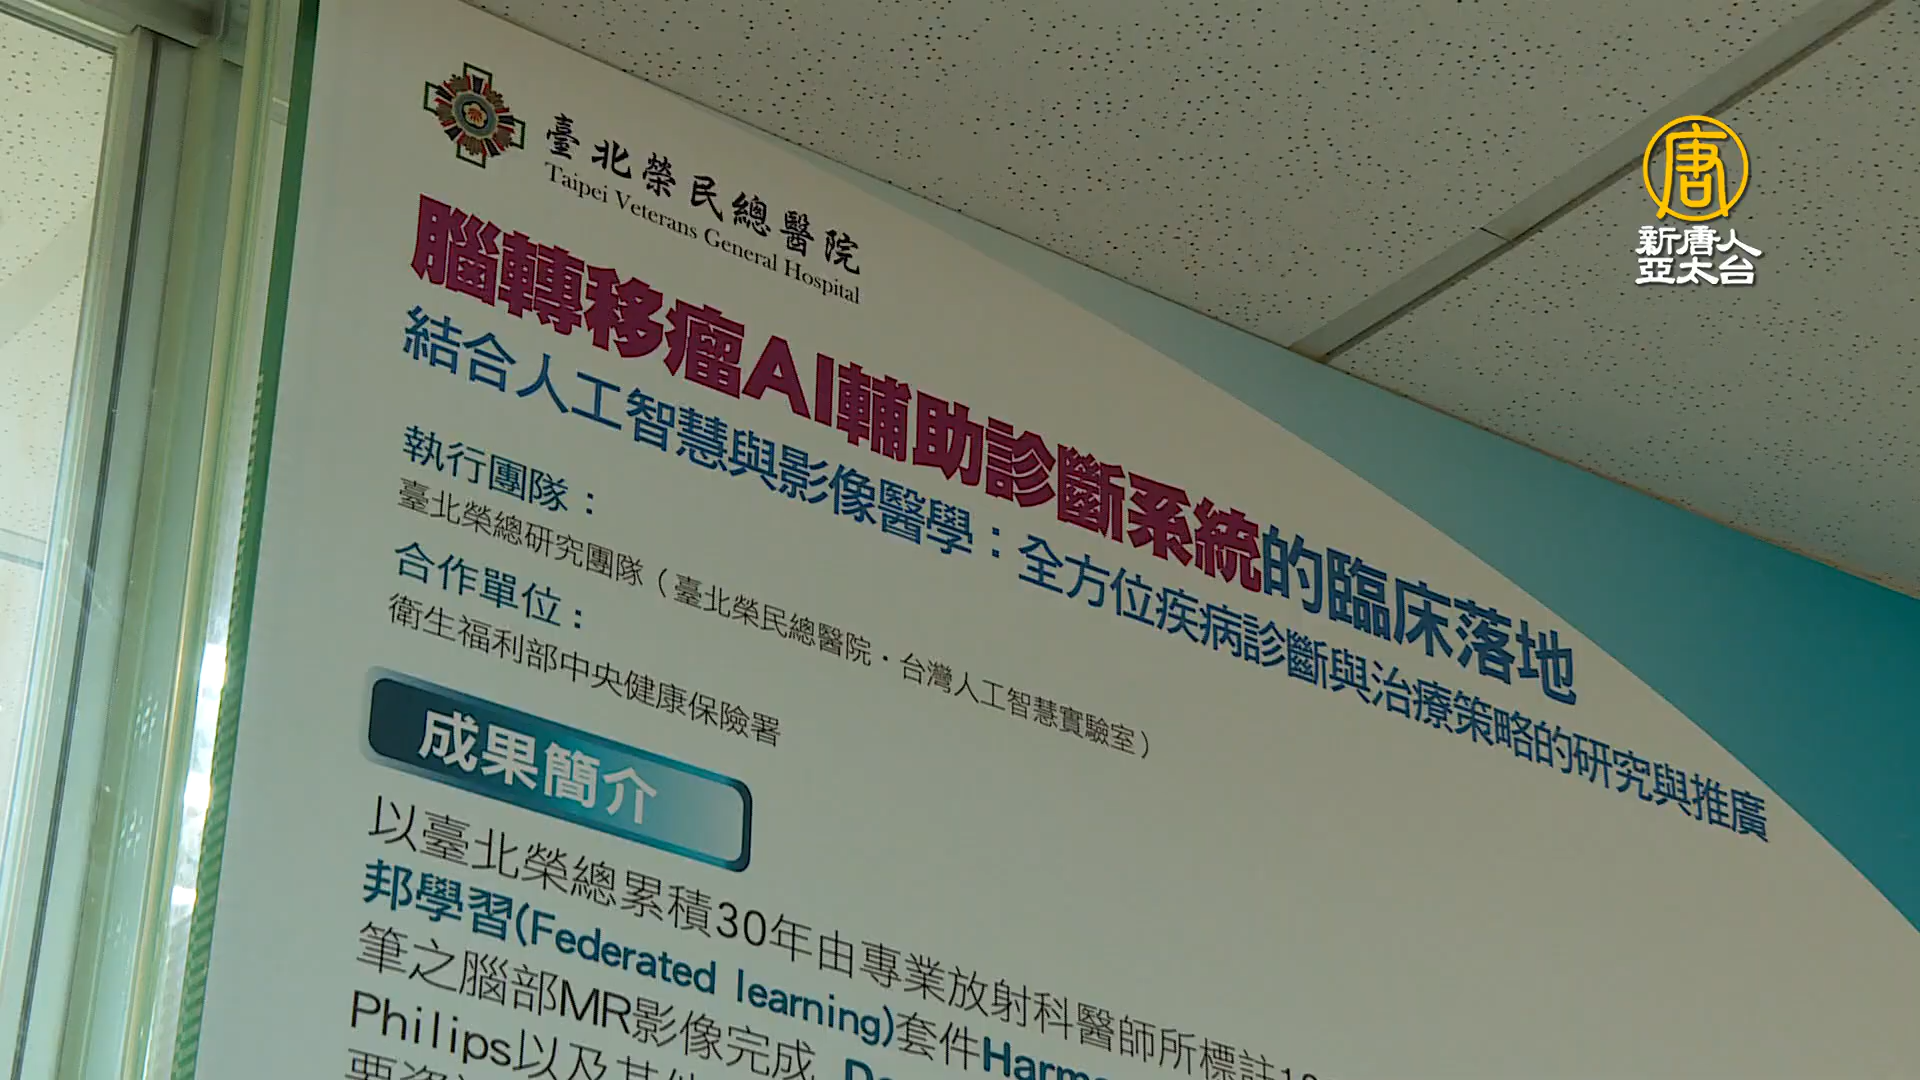 臺北榮民總醫院
Taipei Veterans General Hospital
唐
新唐人
亞太台
腦轉移瘤AI輔助診斷系統的臨床落地
結合人工智慧與影像醫學：全方位疾病診斷與治療策略的研究與推廣
執行團隊：
臺北榮總研究團隊（臺北榮民總醫院・台灣人工智慧實驗室）
合作單位：
衛生福利部中央健康保險署
成果簡介
以臺北榮總累積30年由專業放射科醫師所標註
邦學習(Federated learning)套件Harm
筆之腦部MR影像完成
Philips以及其他